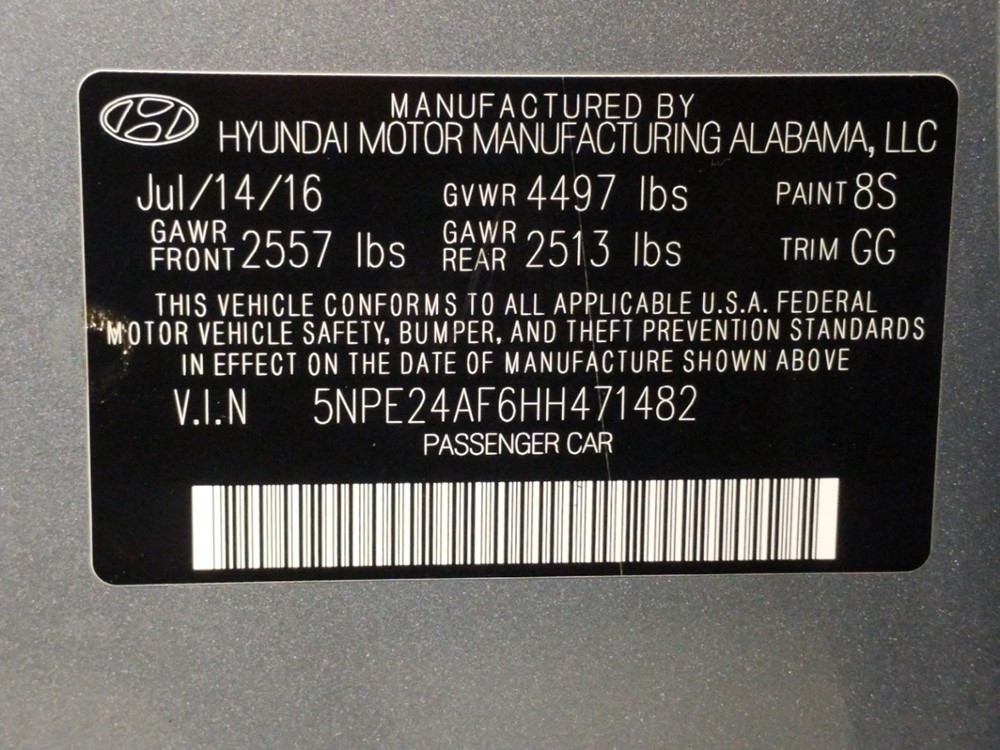 MANUFACTURED BY
HYUNDAI MOTOR MANUFACTURING ALABAMA, LLC
Jul/14/16 GVWR 4497 lbs PAINT 8S
GAWR FRONT 2557 lbs GAWR REAR 2513 lbs TRIM GG
THIS VEHICLE CONFORMS TO ALL APPLICABLE U.S.A. FEDERAL
MOTOR VEHICLE SAFETY, BUMPER, AND THEFT PREVENTION STANDARDS
IN EFFECT ON THE DATE OF MANUFACTURE SHOWN ABOVE
V.I.N 5NPE24AF6HH471482
PASSENGER CAR